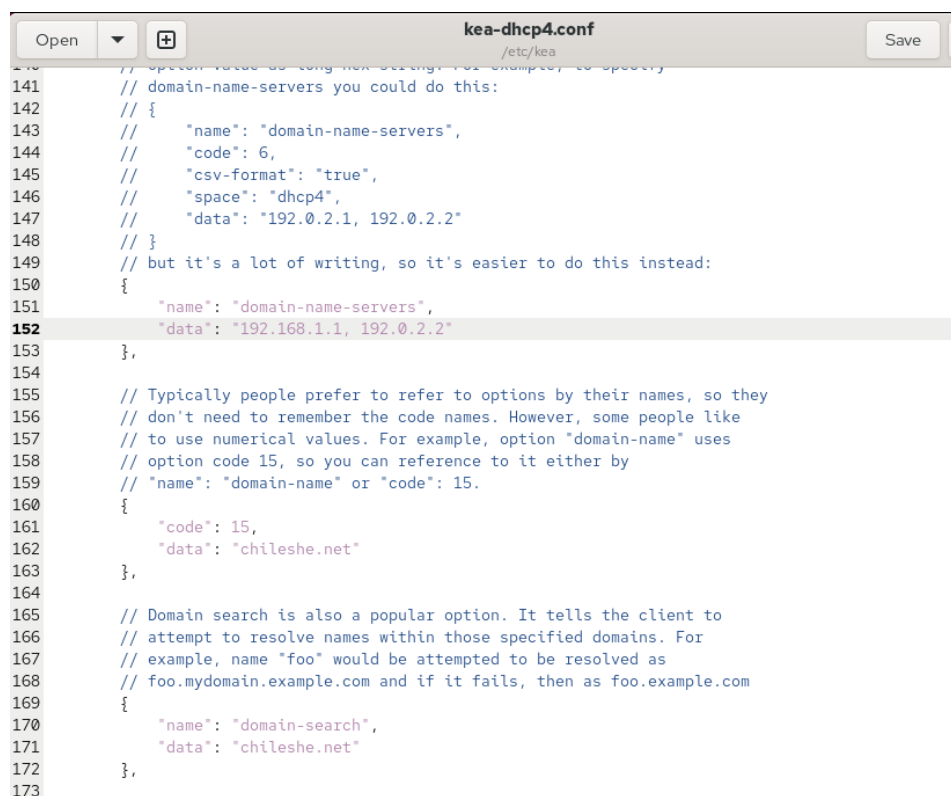 Open
kea-dhcp4.conf
/etc/kea
Save
141 // domain-name-servers you could do this:
142 // {
143 //     "name": "domain-name-servers",
144 //     "code": 6,
145 //     "csv-format": "true",
146 //     "space": "dhcp4",
147 //     "data": "192.0.2.1, 192.0.2.2"
148 // }
149 // but it's a lot of writing, so it's easier to do this instead:
150 {
151     "name": "domain-name-servers",
152     "data": "192.168.1.1, 192.0.2.2"
153 },
154
155 // Typically people prefer to refer to options by their names, so they
156 // don't need to remember the code names. However, some people like
157 // to use numerical values. For example, option "domain-name" uses
158 // option code 15, so you can reference to it either by
159 // "name": "domain-name" or "code": 15.
160 {
161     "code": 15,
162     "data": "chileshe.net"
163 },
164
165 // Domain search is also a popular option. It tells the client to
166 // attempt to resolve names within those specified domains. For
167 // example, name "foo" would be attempted to be resolved as
168 // foo.mydomain.example.com and if it fails, then as foo.example.com
169 {
170     "name": "domain-search",
171     "data": "chileshe.net"
172 },
173